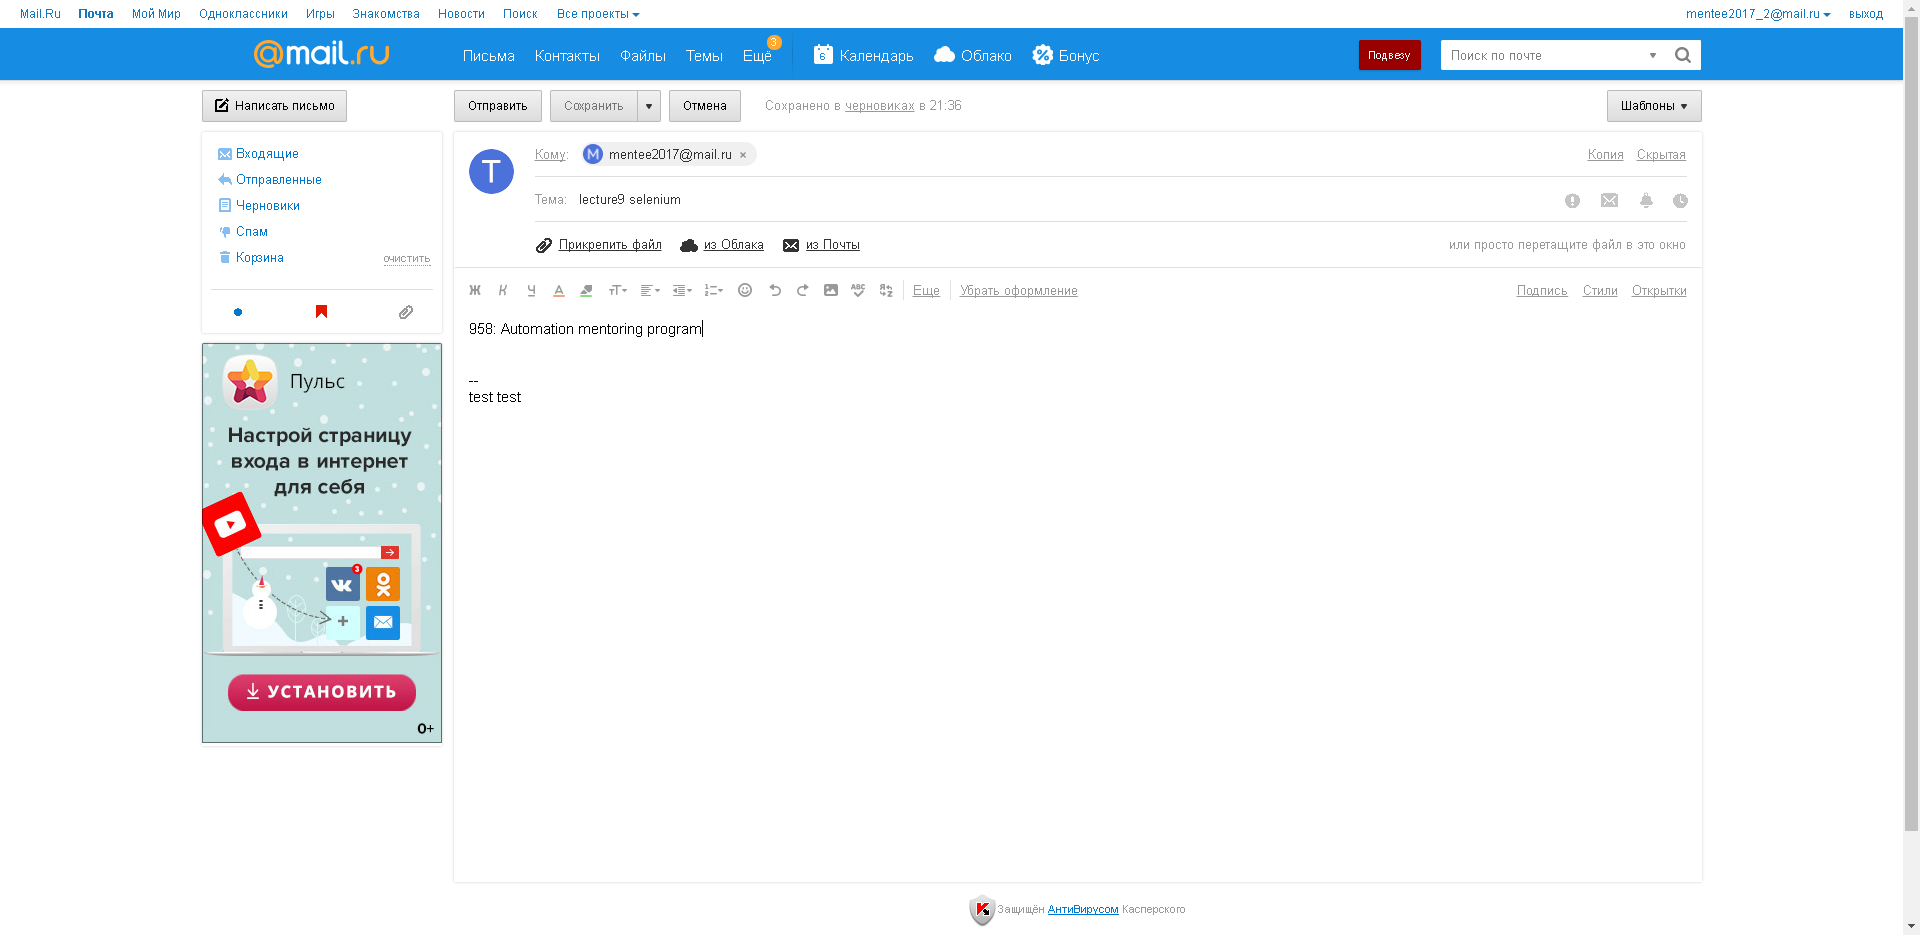 Mail.Ru Почта Мой Мир Одноклассники Игры Знакомства Новости Поиск Все проекты mentee2017_2@mail.ru выход
@mail.ru Письма Контакты Файлы Темы Ещё 3 6 Календарь Облако Бонус Подвезу Поиск по почте
Написать письмо Отправить Сохранить Отмена Сохранено в черновиках в 21:36 Шаблоны
Входящие
Отправленные
Черновики
Спам
Корзина очистить
T
Кому: M mentee2017@mail.ru × Копия Скрытая
Тема: lecture9 selenium
Прикрепить файл из Облака из Почты или просто перетащите файл в это окно
Ж К Ч А тТ ABC Еще Убрать оформление Подпись Стили Открытки
958: Automation mentoring program
--
test test
Пульс
Настрой страницу
входа в интернет
для себя
3
УСТАНОВИТЬ
0+
Защищён АнтиВирусом Касперского